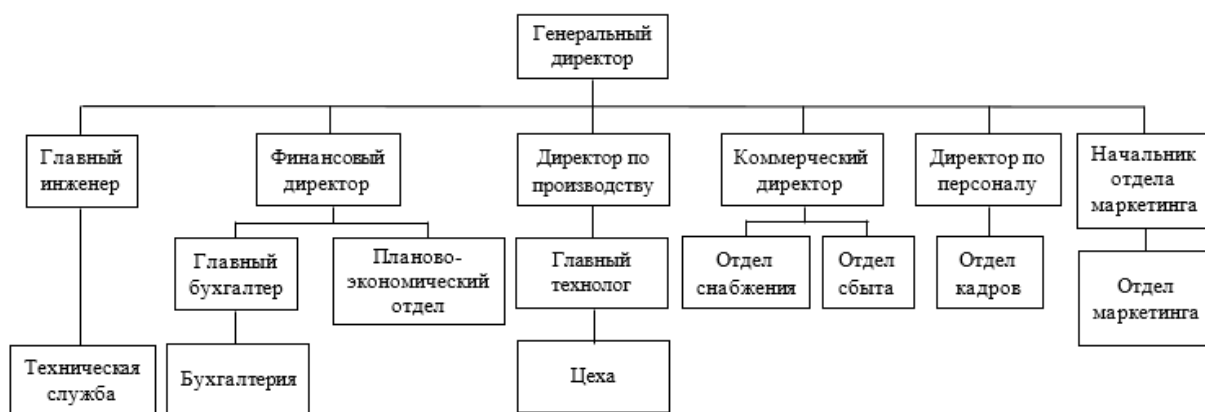 Генеральный
директор
Главный
инженер
Финансовый
директор
Директор по
производству
Коммерческий
директор
Директор по
персоналу
Начальник
отдела
маркетинга
Главный
бухгалтер
Планово-
экономический
отдел
Главный
технолог
Отдел
снабжения
Отдел
сбыта
Отдел
кадров
Отдел
маркетинга
Техническая
служба
Бухгалтерия
Цеха